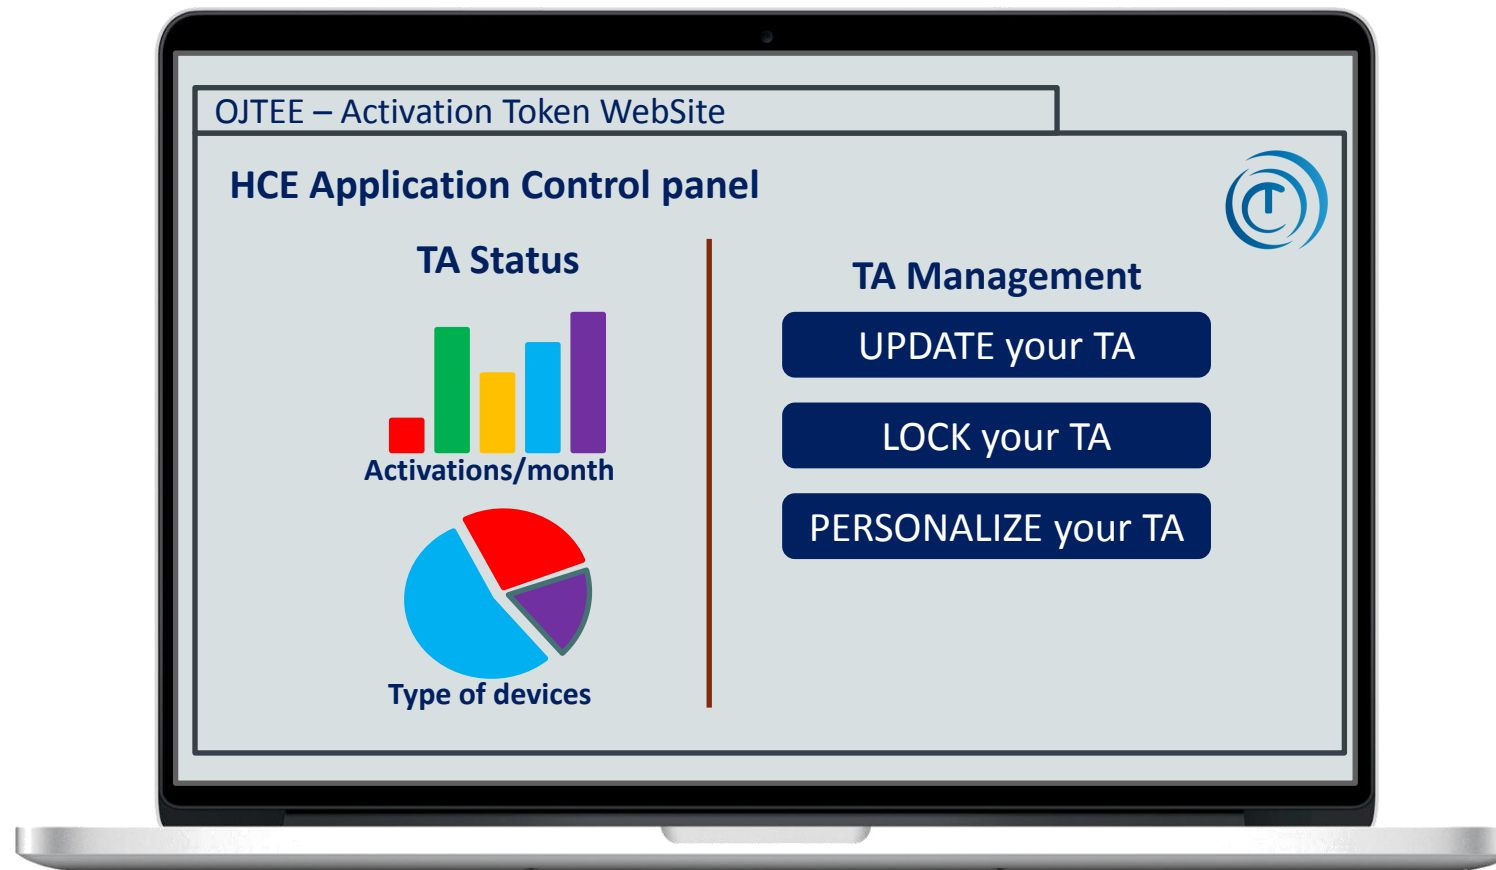 OJTEE – Activation Token WebSite
HCE Application Control panel
TA Status
Activations/month
Type of devices
TA Management
UPDATE your TA
LOCK your TA
PERSONALIZE your TA